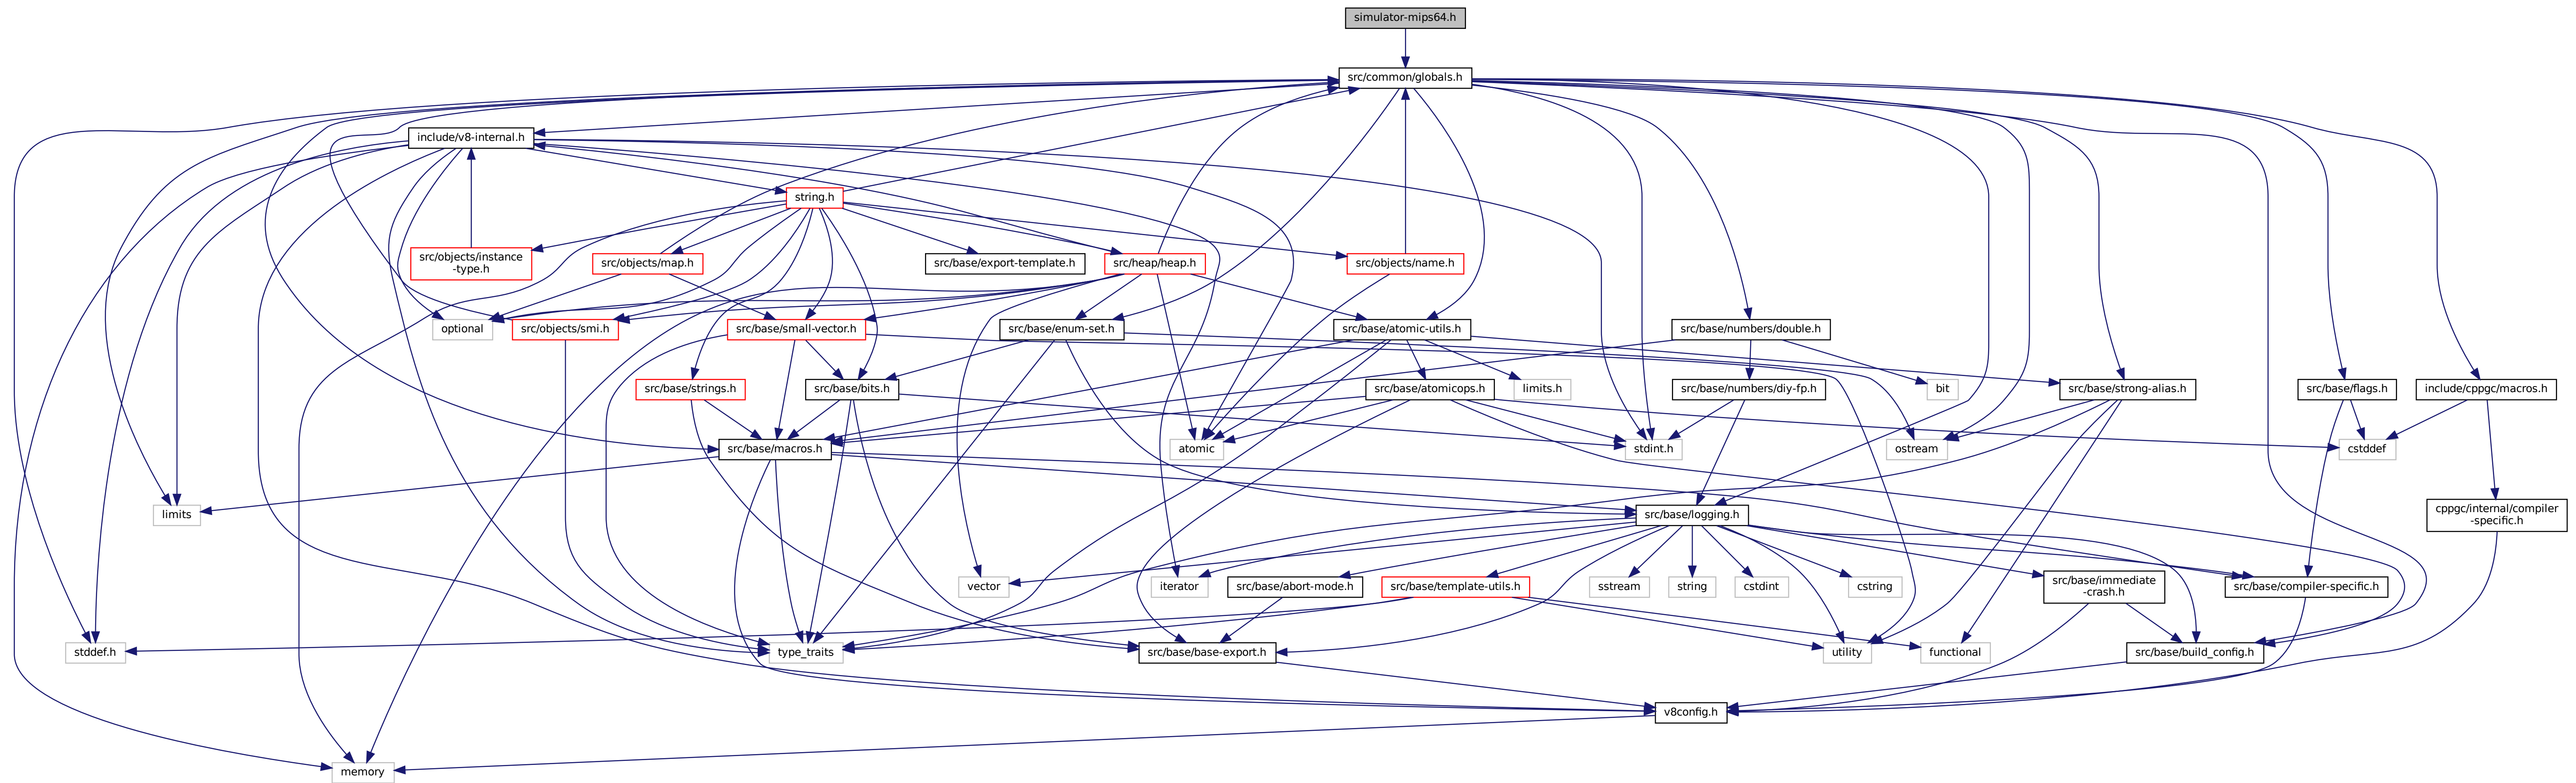 simulator-mips64.h
src/common/globals.h
include/v8-internal.h
string.h
src/objects/instance
-type.h
src/objects/map.h
src/base/export-template.h
src/heap/heap.h
src/objects/name.h
optional
src/objects/smi.h
src/base/small-vector.h
src/base/enum-set.h
src/base/atomic-utils.h
src/base/numbers/double.h
src/base/strings.h
src/base/bits.h
src/base/atomicops.h
limits.h
src/base/numbers/diy-fp.h
bit
src/base/strong-alias.h
src/base/flags.h
include/cppgc/macros.h
src/base/macros.h
atomic
stdint.h
ostream
cstddef
limits
src/base/logging.h
cppgc/internal/compiler
-specific.h
vector
iterator
src/base/abort-mode.h
src/base/template-utils.h
sstream
string
cstdint
cstring
src/base/immediate
-crash.h
src/base/compiler-specific.h
stddef.h
type_traits
src/base/base-export.h
utility
functional
src/base/build_config.h
v8config.h
memory